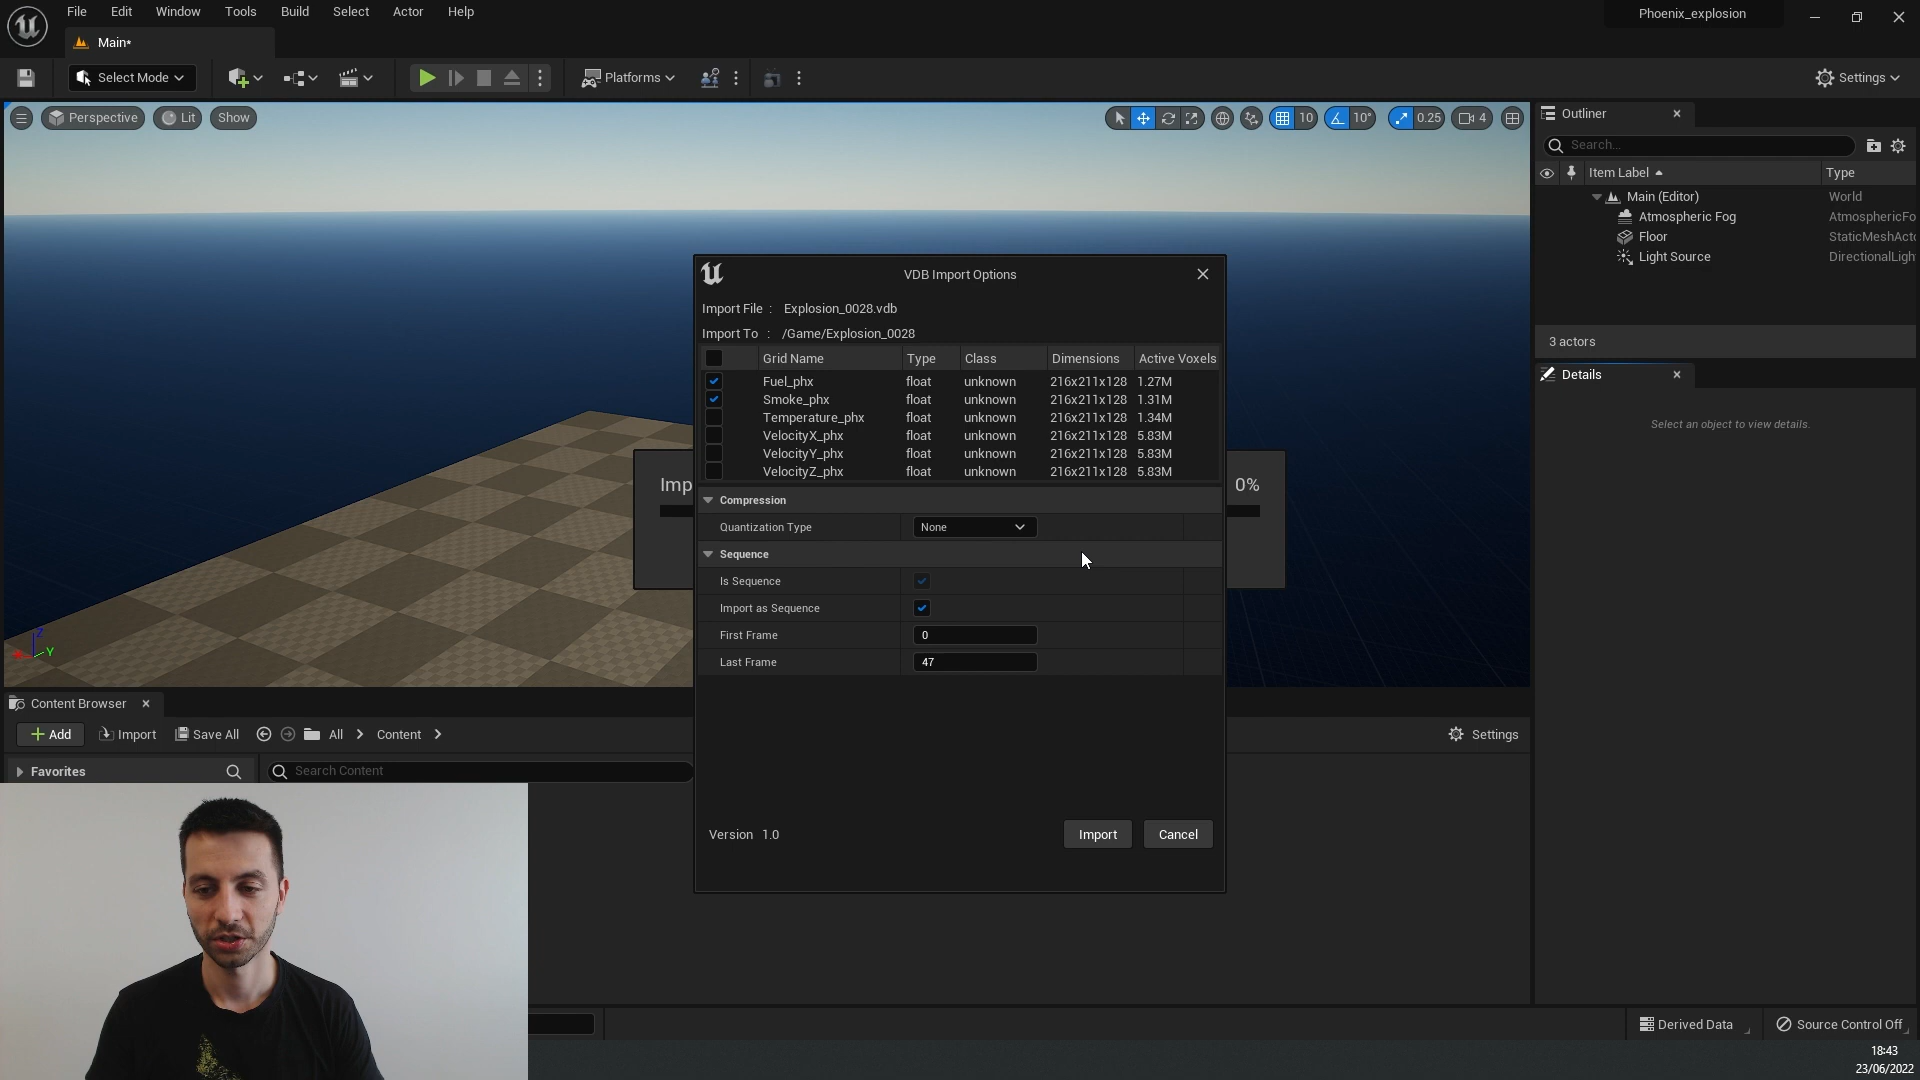 File Edit Window Tools Build Select Actor Help
Phoenix_explosion
Main*
Select Mode
Platforms
Settings
Perspective
Lit
Show
10
10°
0.25
4
Outliner
Search...
Item Label Type
Main (Editor) World
Atmospheric Fog AtmosphericFo
Floor StaticMeshActo
Light Source DirectionalLigh
3 actors
Details
Select an object to view details.
VDB Import Options
Import File : Explosion_0028.vdb
Import To : /Game/Explosion_0028
Grid Name Type Class Dimensions Active Voxels
Fuel_phx float unknown 216x211x128 1.27M
Smoke_phx float unknown 216x211x128 1.31M
Temperature_phx float unknown 216x211x128 1.34M
VelocityX_phx float unknown 216x211x128 5.83M
VelocityY_phx float unknown 216x211x128 5.83M
VelocityZ_phx float unknown 216x211x128 5.83M
Imp
0%
Compression
Quantization Type None
Sequence
Is Sequence
Import as Sequence
First Frame 0
Last Frame 47
Version 1.0
Import
Cancel
Z
Y
Content Browser
Add
Import
Save All
All
Content
Settings
Favorites
Search Content
Derived Data
Source Control Off
18:43
23/06/2022